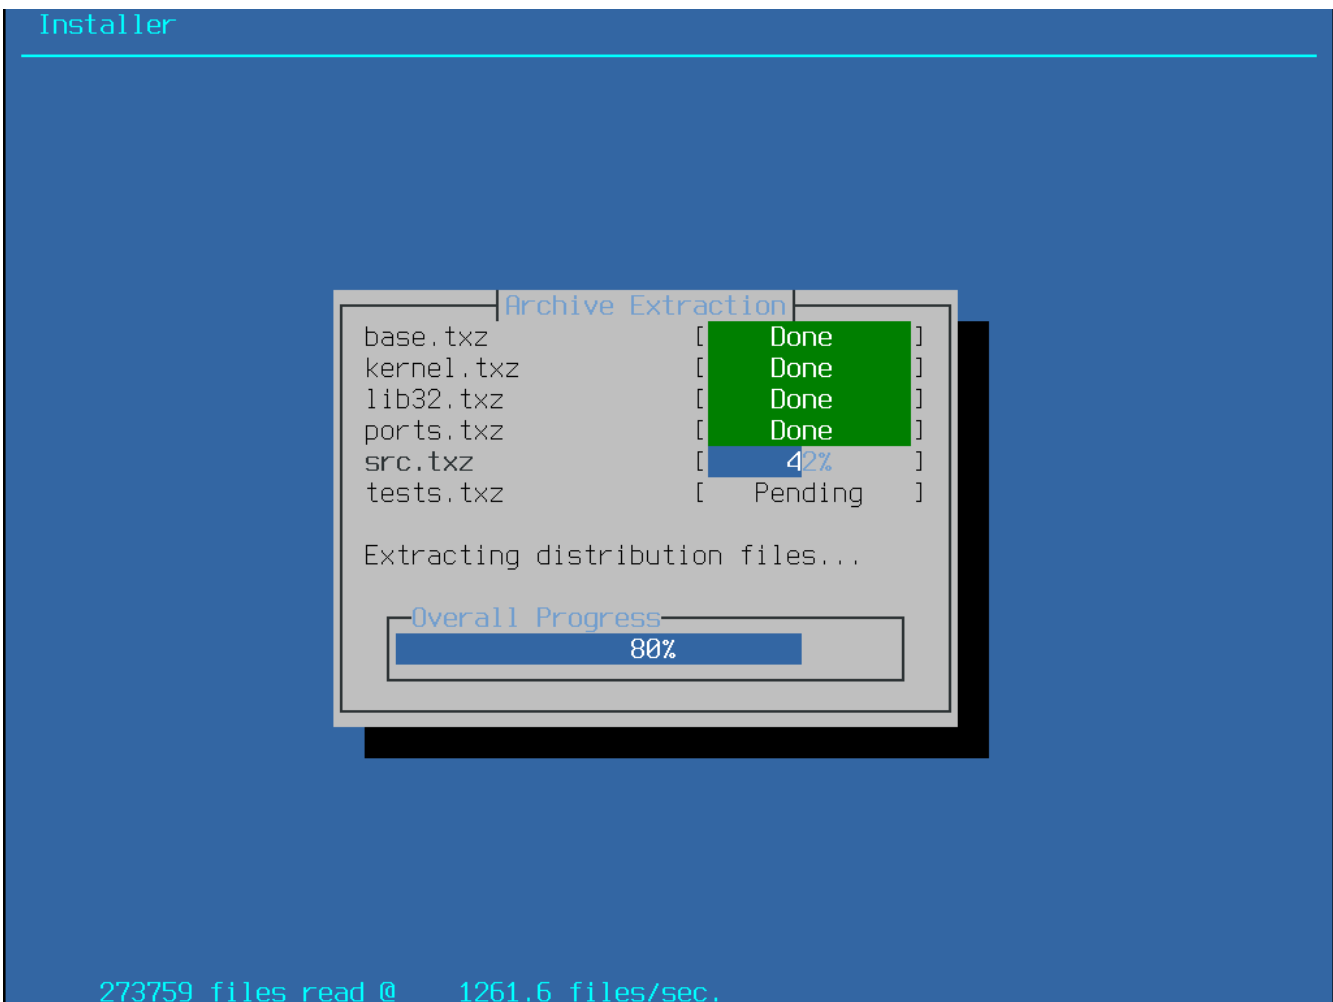 Installer
Archive Extraction
base.txz [ Done ]
kernel.txz [ Done ]
lib32.txz [ Done ]
ports.txz [ Done ]
src.txz [ 42% ]
tests.txz [ Pending ]
Extracting distribution files...
Overall Progress
80%
273759 files read @ 1261.6 files/sec.